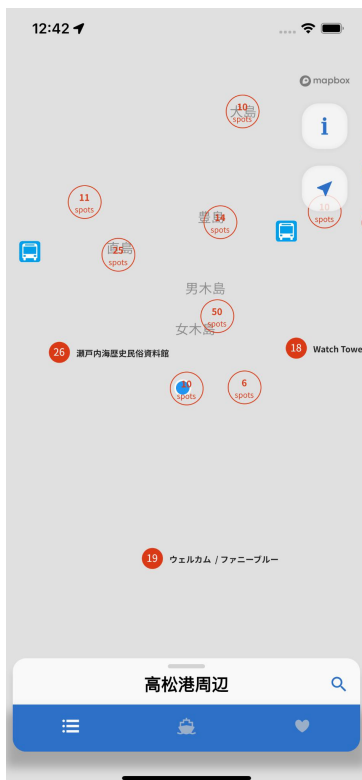 12:42
mapbox
大島
10
spots
i
11
spots
豊島
14
spots
10
spots
直島
25
spots
男木島
50
spots
女木島
26 瀬戸内海歴史民俗資料館
18 Watch Towe
10
spots
6
spots
19 ウェルカム / ファニーブルー
高松港周辺